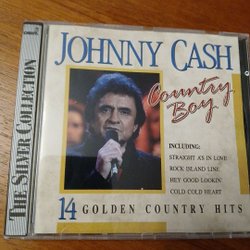 JOHNNY CASH
Country
Boy
INCLUDING:
STRAIGHT A'S IN LOVE
ROCK ISLAND LINE
HEY GOOD LOOKIN'
COLD COLD HEART
14 GOLDEN COUNTRY HITS
THE SILVER COLLECTION